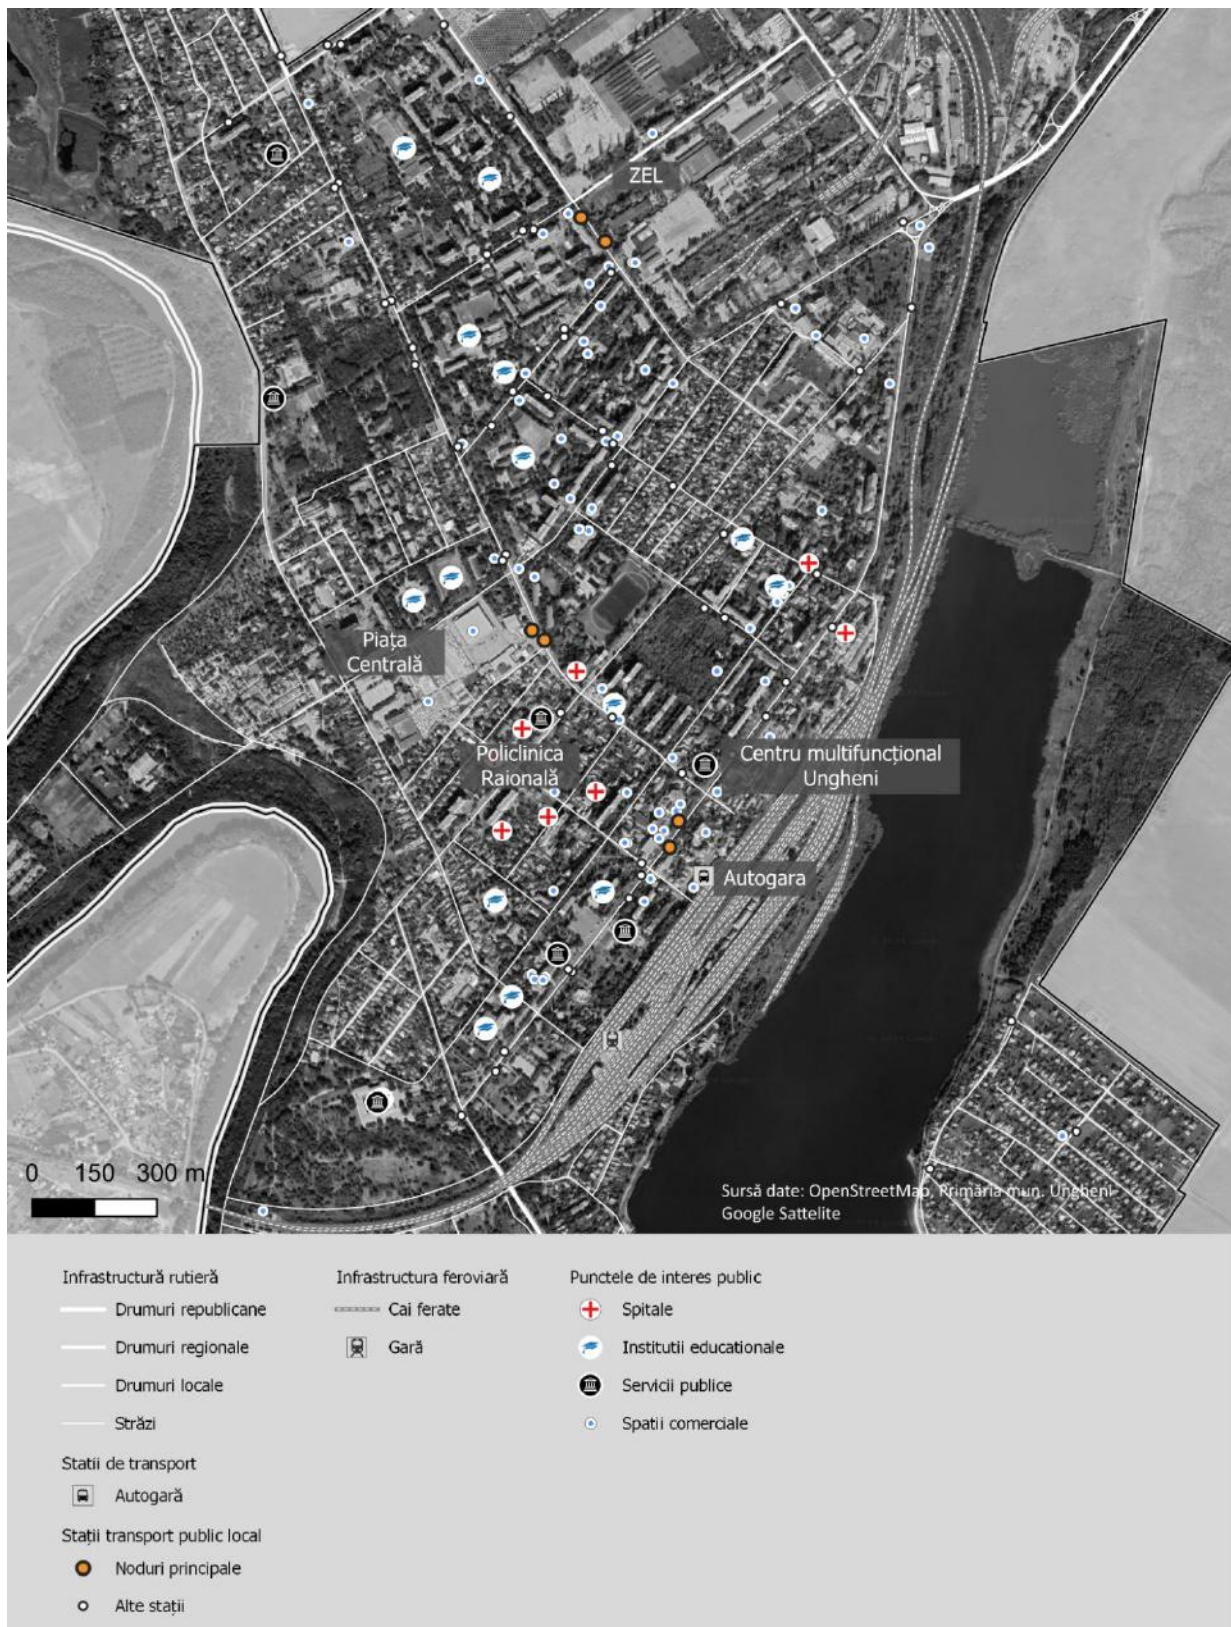 ZEL
Piața
Centrală
Policlinica
Raională
Centru multifuncțional
Ungheni
Autogara
0 150 300 m
Sursă date: OpenStreetMap, Primăria mun. Ungheni
Google Sattelite
Infrastructură rutieră
Drumuri republicane
Drumuri regionale
Drumuri locale
Străzi
Statii de transport
Autogară
Stații transport public local
Noduri principale
Alte stații
Infrastructura feroviară
Cai ferate
Gară
Punctele de interes public
Spitale
Institutii educationale
Servicii publice
Spatii comerciale